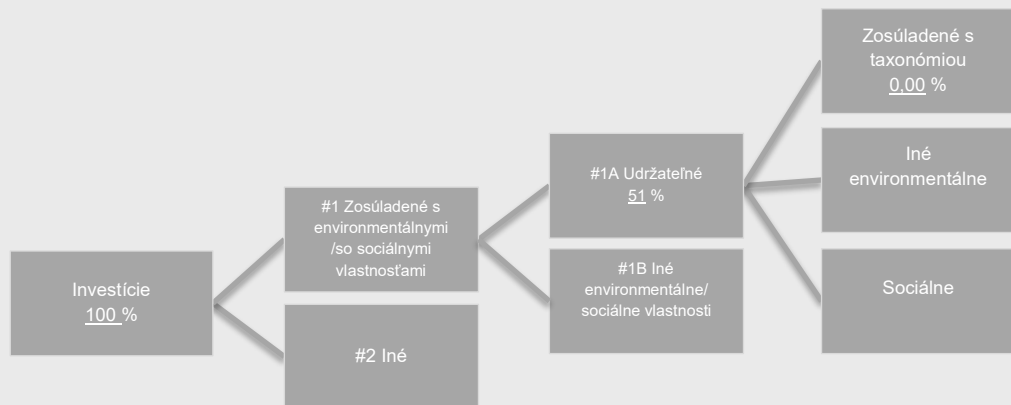 Investície
100 %
#1 Zosúladené s
environmentálnymi
/so sociálnymi
vlastnosťami
#2 Iné
#1A Udržateľné
51 %
#1B Iné
environmentálne/
sociálne vlastnosti
Zosúladené s
taxonómiou
0,00 %
Iné
environmentálne
Sociálne